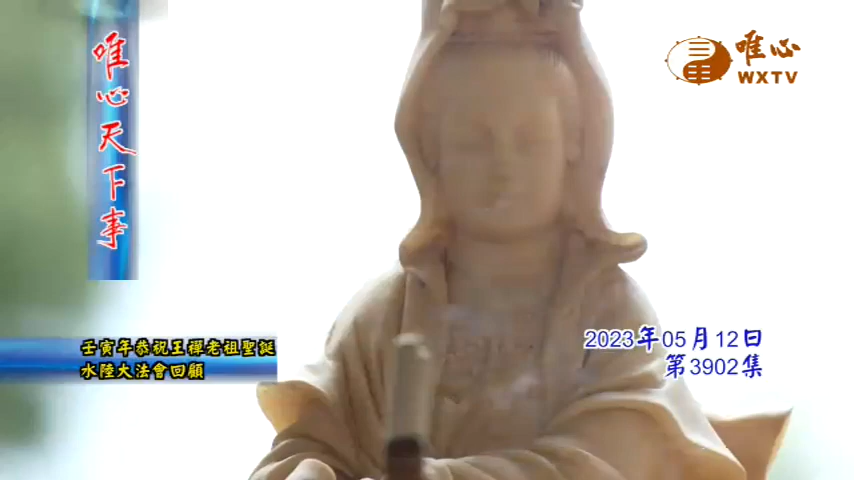 唯心天下事
唯心
WXTV
2023年05月12日
第3902集
壬寅年恭祝王禪老祖聖誕
水陸大法會回顧